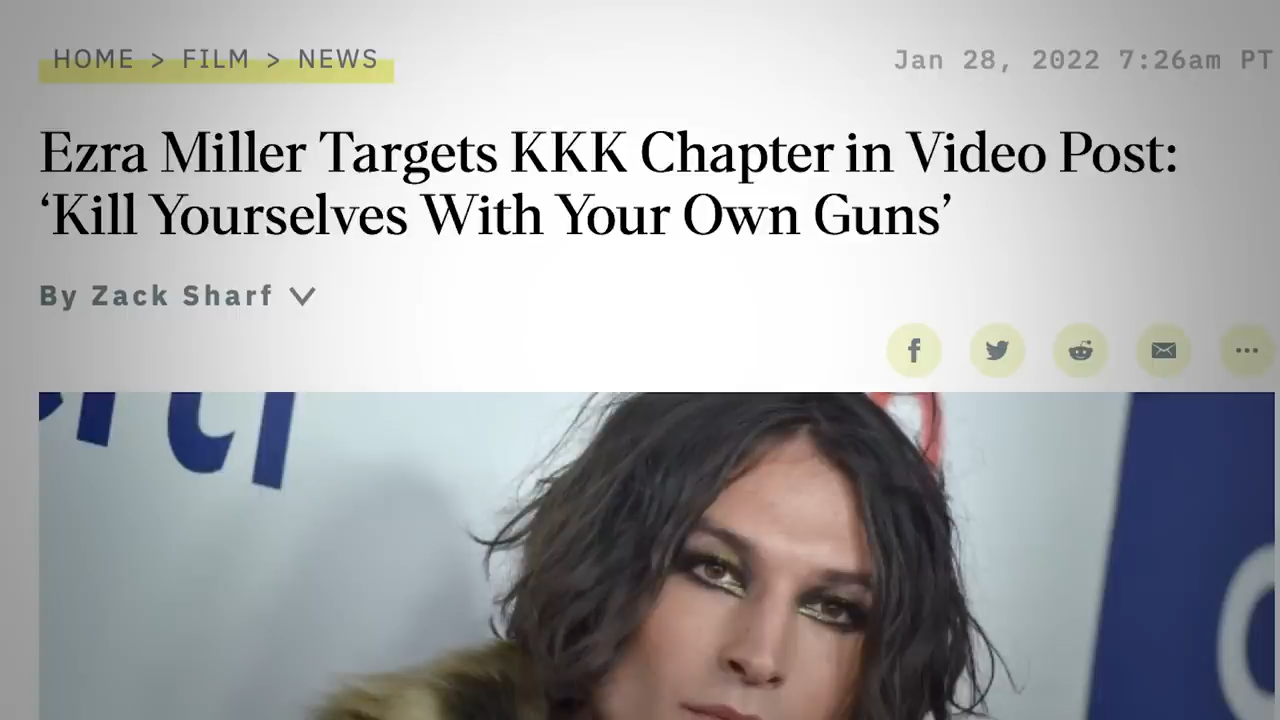 HOME > FILM > NEWS
Jan 28, 2022 7:26am PT
Ezra Miller Targets KKK Chapter in Video Post:
‘Kill Yourselves With Your Own Guns’
By Zack Sharf